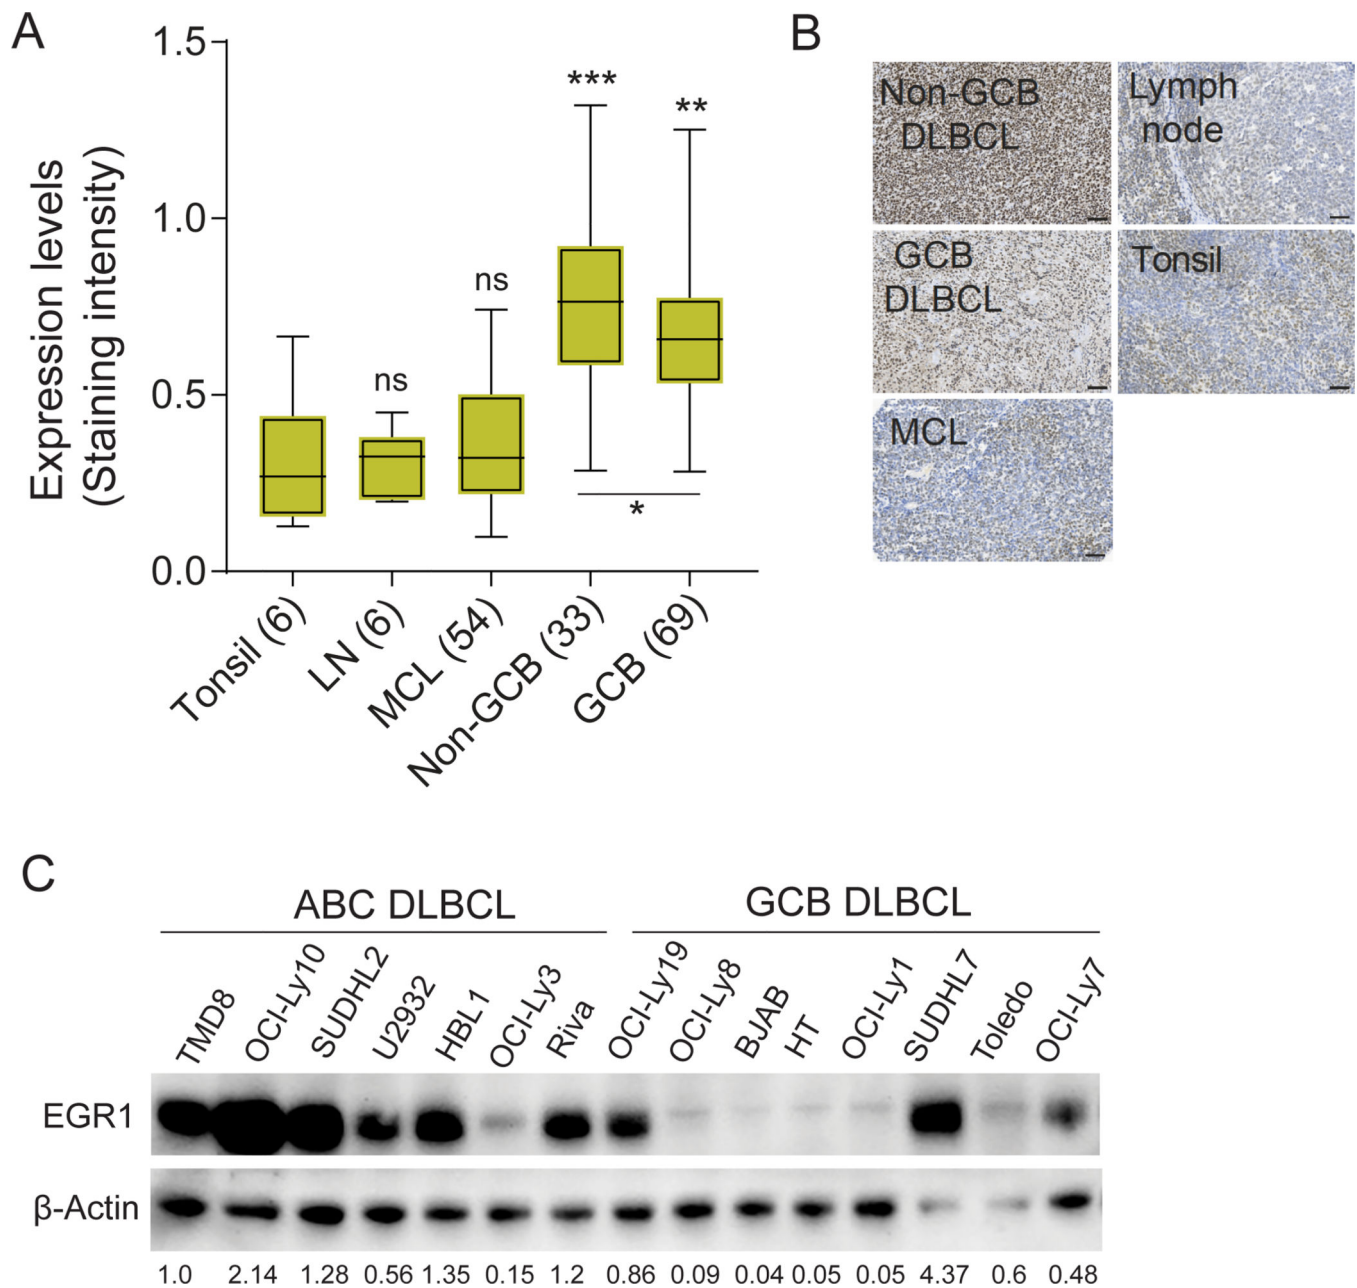 A
Expression levels
(Staining intensity)
1.5
1.0
0.5
0.0
ns
ns
***
**
*
Tonsil (6)
LN (6)
MCL (54)
Non-GCB (33)
GCB (69)
B
Non-GCB
DLBCL
Lymph
node
GCB
DLBCL
Tonsil
MCL
C
ABC DLBCL
GCB DLBCL
TMD8
OCI-Ly10
SUDHL2
U2932
HBL1
OCI-Ly3
Riva
OCI-Ly19
OCI-Ly8
BJAB
HT
OCI-Ly1
SUDHL7
Toledo
OCI-Ly7
EGR1
β-Actin
1.0 2.14 1.28 0.56 1.35 0.15 1.2 0.86 0.09 0.04 0.05 0.05 4.37 0.6 0.48